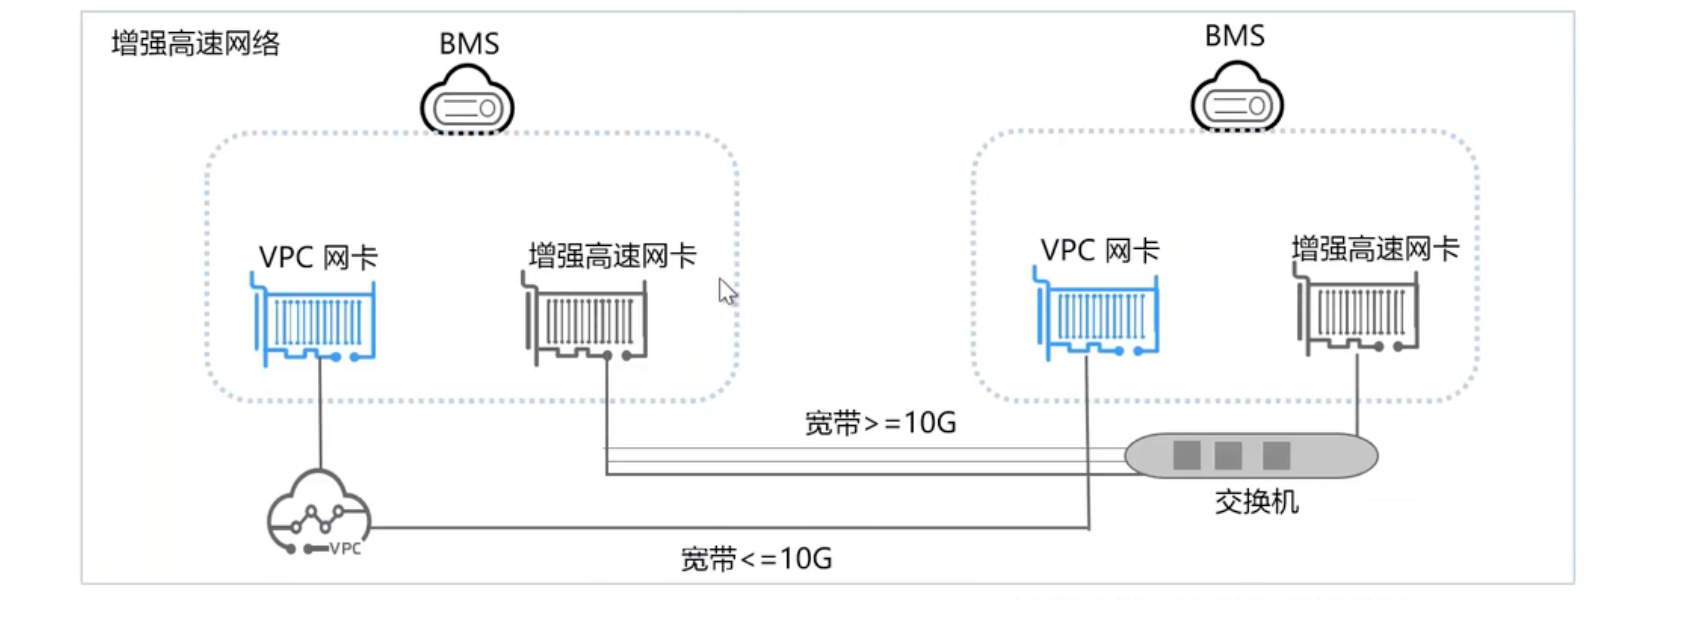 增强高速网络
BMS
BMS
VPC 网卡
增强高速网卡
VPC 网卡
增强高速网卡
宽带>=10G
交换机
VPC
宽带<=10G